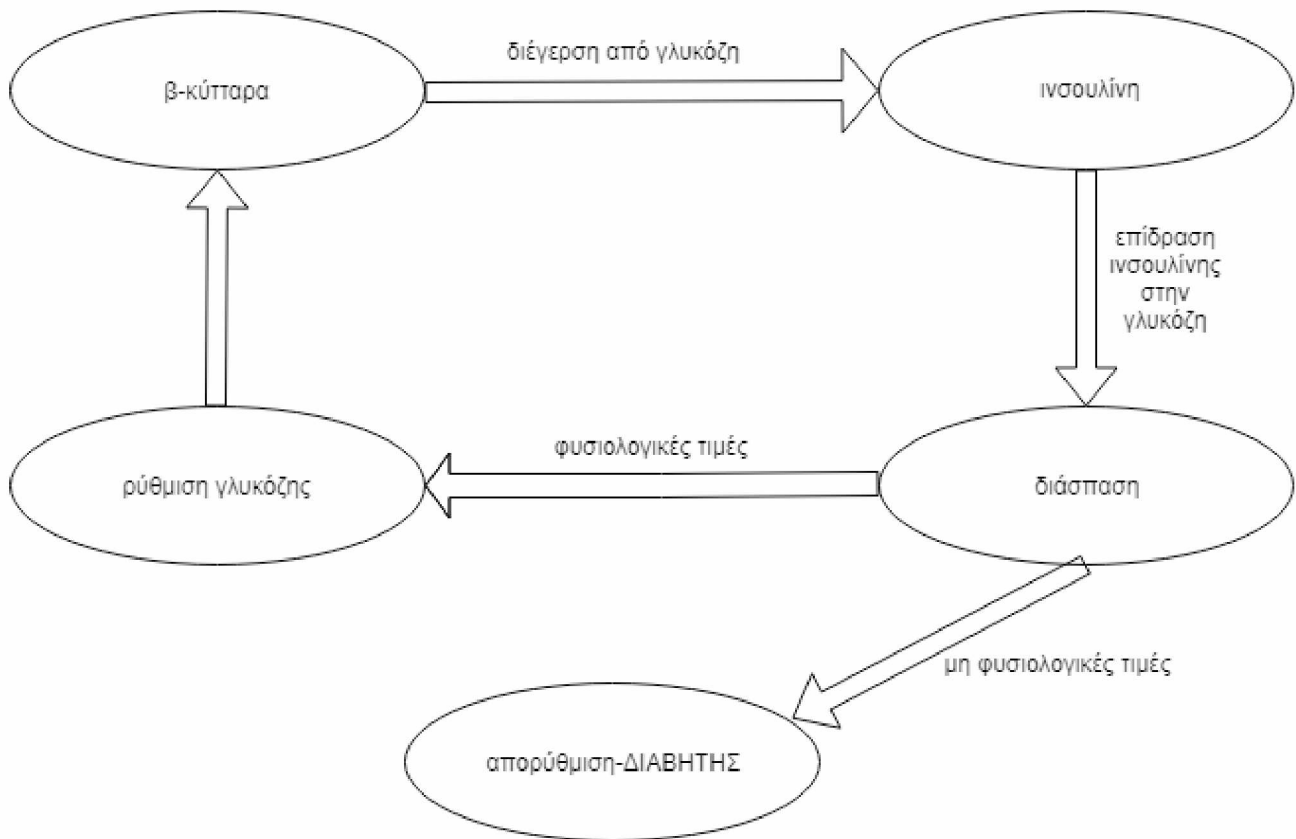 διέγερση από γλυκόζη
β-κύτταρα
ινσουλίνη
επίδραση
ινσουλίνης
στην
γλυκόζη
φυσιολογικές τιμές
ρύθμιση γλυκόζης
διάσπαση
μη φυσιολογικές τιμές
απορύθμιση-ΔΙΑΒΗΤΗΣ